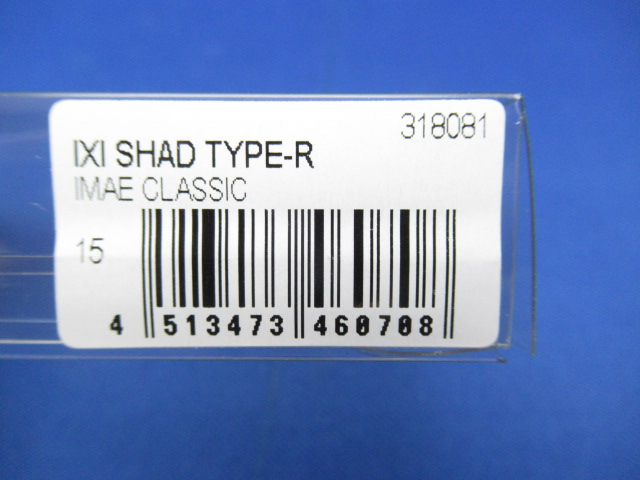 318081
IXI SHAD TYPE-R
IMAE CLASSIC
15
4 513473 460708